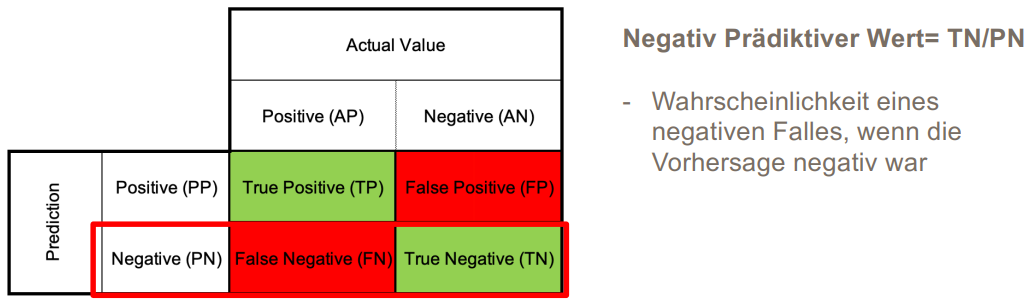 Actual Value
Positive (AP)
Negative (AN)
Prediction
Positive (PP)
True Positive (TP)
False Positive (FP)
Negative (PN)
False Negative (FN)
True Negative (TN)
Negativ Prädiktiver Wert= TN/PN
- Wahrscheinlichkeit eines
negativen Falles, wenn die
Vorhersage negativ war